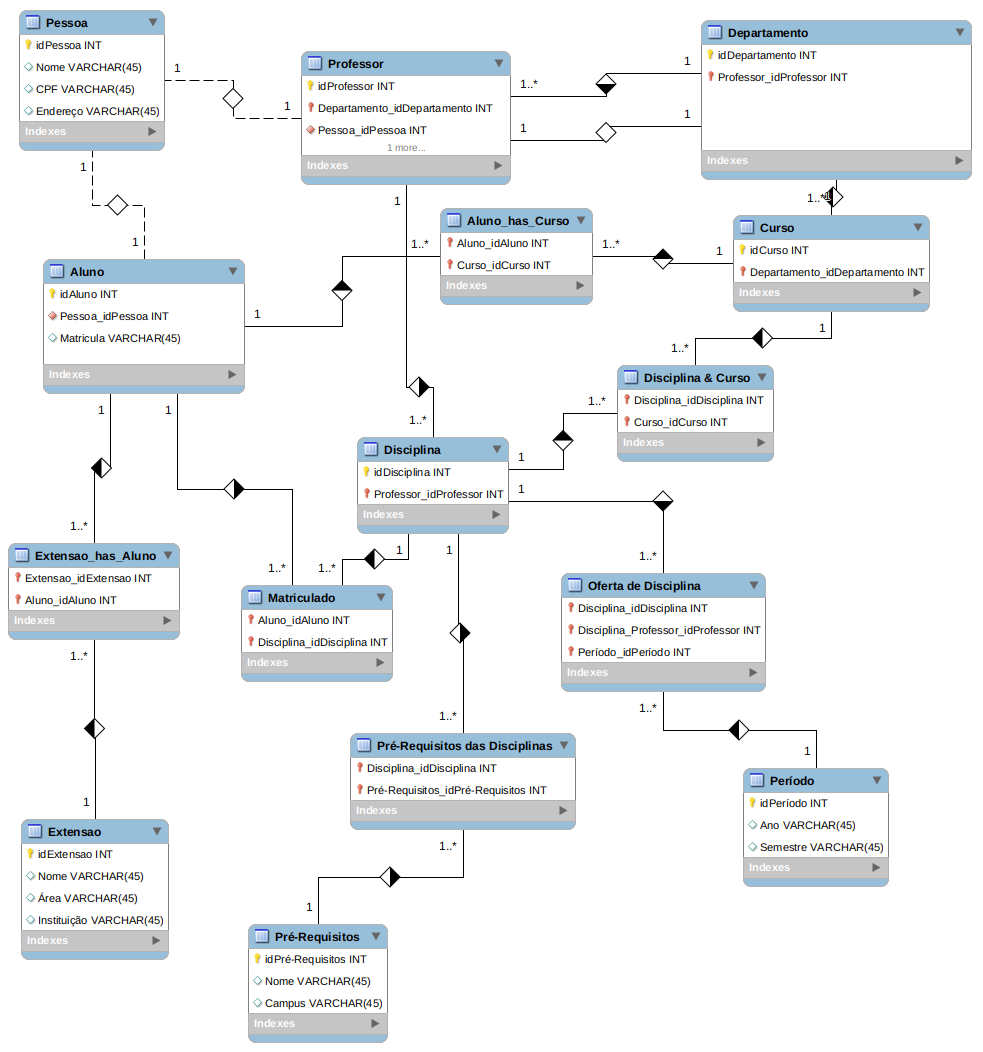 Pessoa
idPessoa INT
Nome VARCHAR(45)
CPF VARCHAR(45)
Endereço VARCHAR(45)
Indexes
1
1
Professor
idProfessor INT
Departamento_idDepartamento INT
Pessoa_idPessoa INT
1 more...
Indexes
1..*
1
1
1
Departamento
idDepartamento INT
Professor_idProfessor INT
Indexes
1
1
Aluno
idAluno INT
Pessoa_idPessoa INT
Matricula VARCHAR(45)
Indexes
1
1..*
Aluno_has_Curso
Aluno_idAluno INT
Curso_idCurso INT
Indexes
1..*
1
1..*
1
Curso
idCurso INT
Departamento_idDepartamento INT
Indexes
1
1..*
Disciplina & Curso
Disciplina_idDisciplina INT
Curso_idCurso INT
Indexes
1..*
1
1
1..*
Disciplina
idDisciplina INT
Professor_idProfessor INT
Indexes
1
1..*
Oferta de Disciplina
Disciplina_idDisciplina INT
Disciplina_Professor_idProfessor INT
Período_idPeríodo INT
Indexes
1..*
1
Período
idPeríodo INT
Ano VARCHAR(45)
Semestre VARCHAR(45)
Indexes
1
1
1..*
1..*
Extensao_has_Aluno
Extensao_idExtensao INT
Aluno_idAluno INT
Indexes
1..*
1
Matriculado
Aluno_idAluno INT
Disciplina_idDisciplina INT
Indexes
1..*
1
1
1..*
Pré-Requisitos das Disciplinas
Disciplina_idDisciplina INT
Pré-Requisitos_idPré-Requisitos INT
Indexes
1..*
1
Extensao
idExtensao INT
Nome VARCHAR(45)
Área VARCHAR(45)
Instituição VARCHAR(45)
Indexes
Pré-Requisitos
idPré-Requisitos INT
Nome VARCHAR(45)
Campus VARCHAR(45)
Indexes